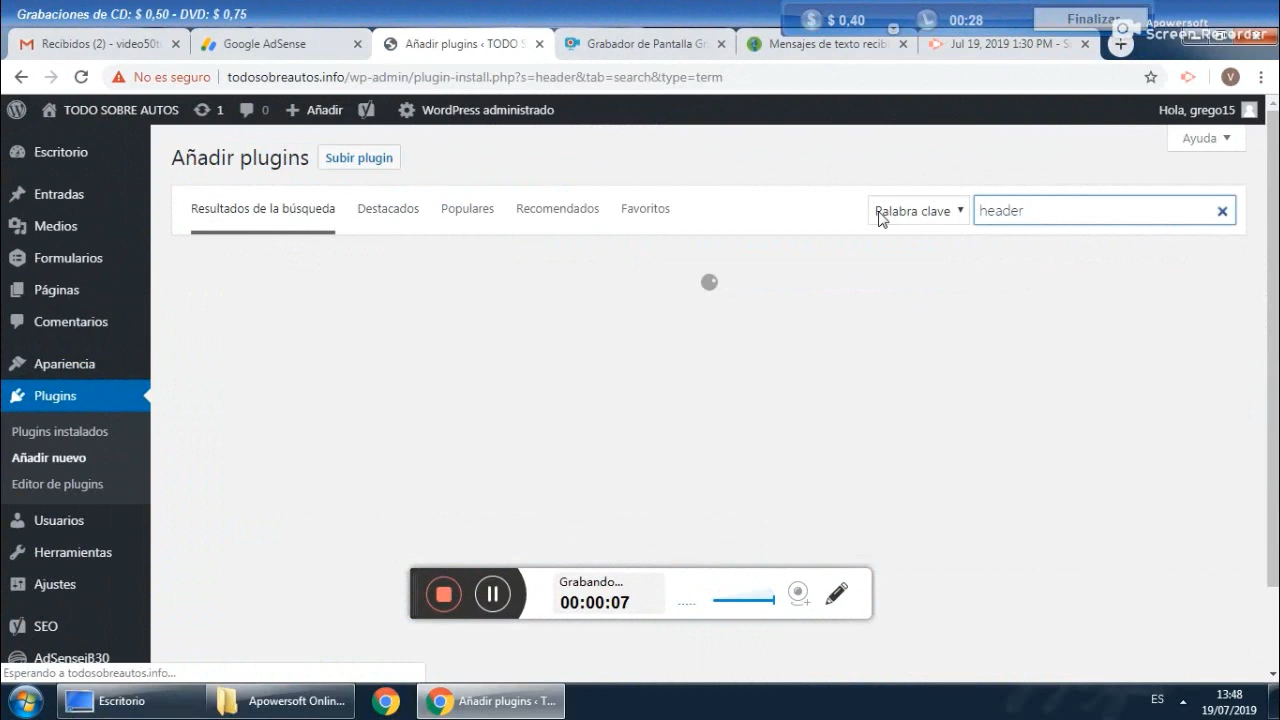 Grabaciones de CD: $ 0,50 - DVD: $ 0,75
$ 0,40
00:28
Finalizar
Apowersoft
Screen Recorder
Recibidos (2) - video50tu
Google AdSense
Añadir plugins ‹ TODO S
Grabador de Pantalla G
Mensajes de texto recib
Jul 19, 2019 1:30 PM - S
No es seguro
todosobreautos.info/wp-admin/plugin-install.php?s=header&tab=search&type=term
V
TODO SOBRE AUTOS
1
0
Añadir
WordPress administrado
Hola, grego15
Ayuda
Escritorio
Entradas
Medios
Formularios
Páginas
Comentarios
Apariencia
Plugins
Plugins instalados
Añadir nuevo
Editor de plugins
Usuarios
Herramientas
Ajustes
SEO
AdSenseiB30
Añadir plugins
Subir plugin
Resultados de la búsqueda
Destacados
Populares
Recomendados
Favoritos
Palabra clave
header
Grabando...
00:00:07
Esperando a todosobreautos.info...
Escritorio
Apowersoft Onlin...
Añadir plugins ‹ T...
ES
13:48
19/07/2019